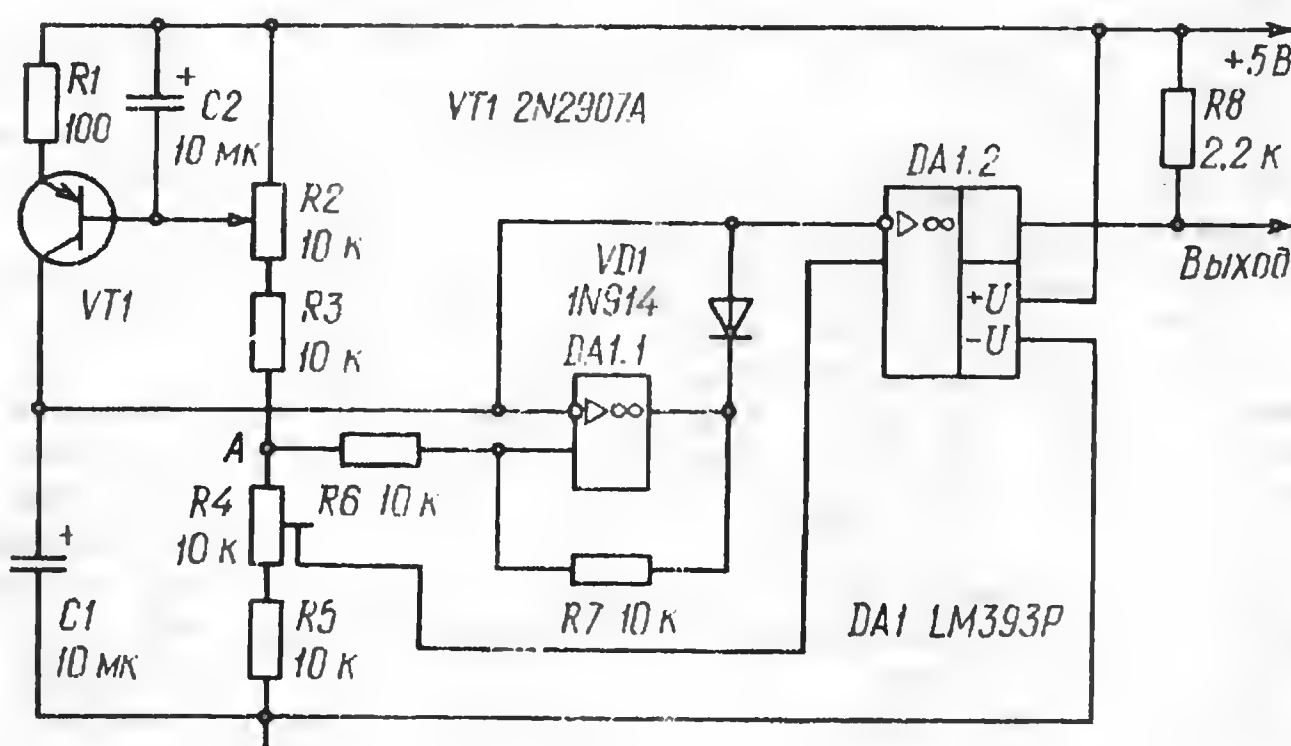 +5 В
R1
100
C2
10 мк
+
VT1 2N2907A
R8
2,2 к
DA1.2
R2
10 к
▷∞
+U
-U
Выход
VD1
1N914
VT1
R3
10 к
DA1.1
▷∞
A
R4
10 к
R6 10 к
+
C1
10 мк
R5
10 к
R7 10 к
DA1 LM393P